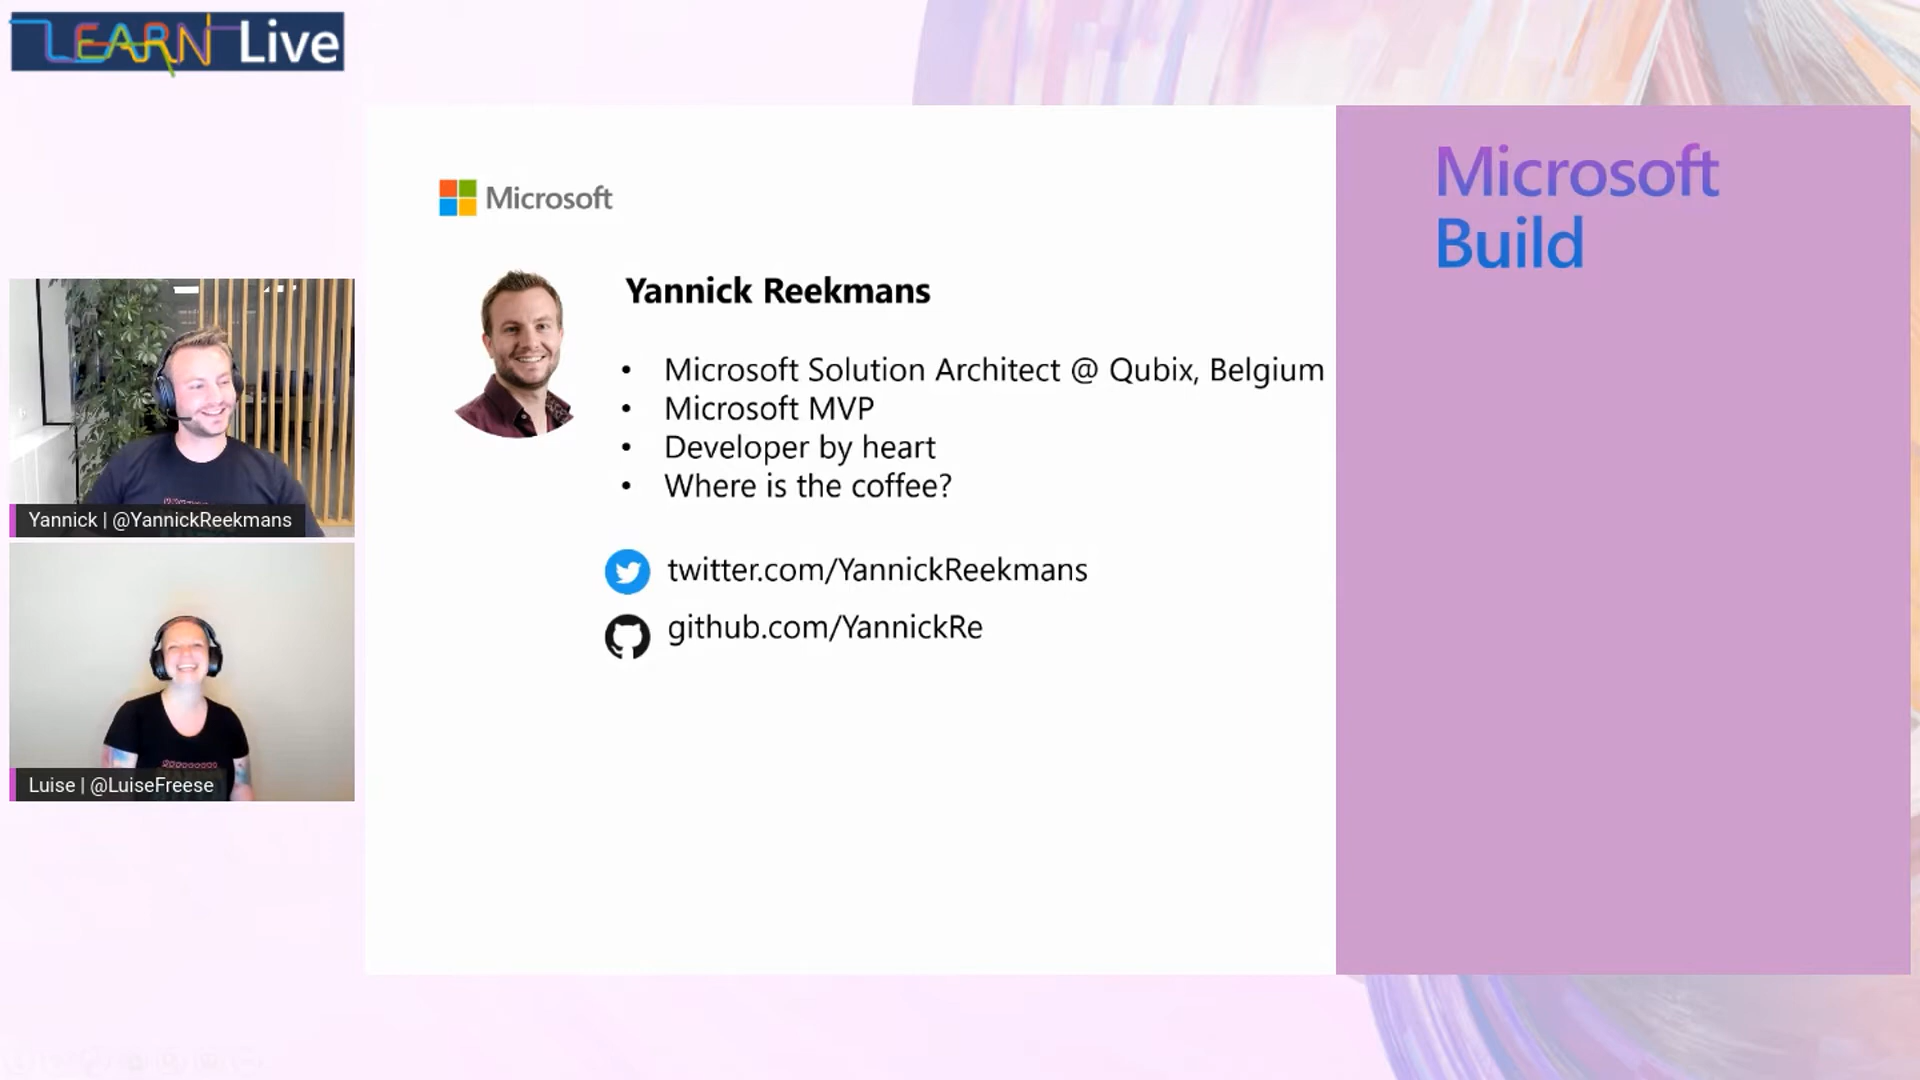 LEARN Live
Microsoft
Microsoft
Build
Yannick Reekmans
• Microsoft Solution Architect @ Qubix, Belgium
• Microsoft MVP
• Developer by heart
• Where is the coffee?
twitter.com/YannickReekmans
github.com/YannickRe
Yannick | @YannickReekmans
Luise | @LuiseFreese